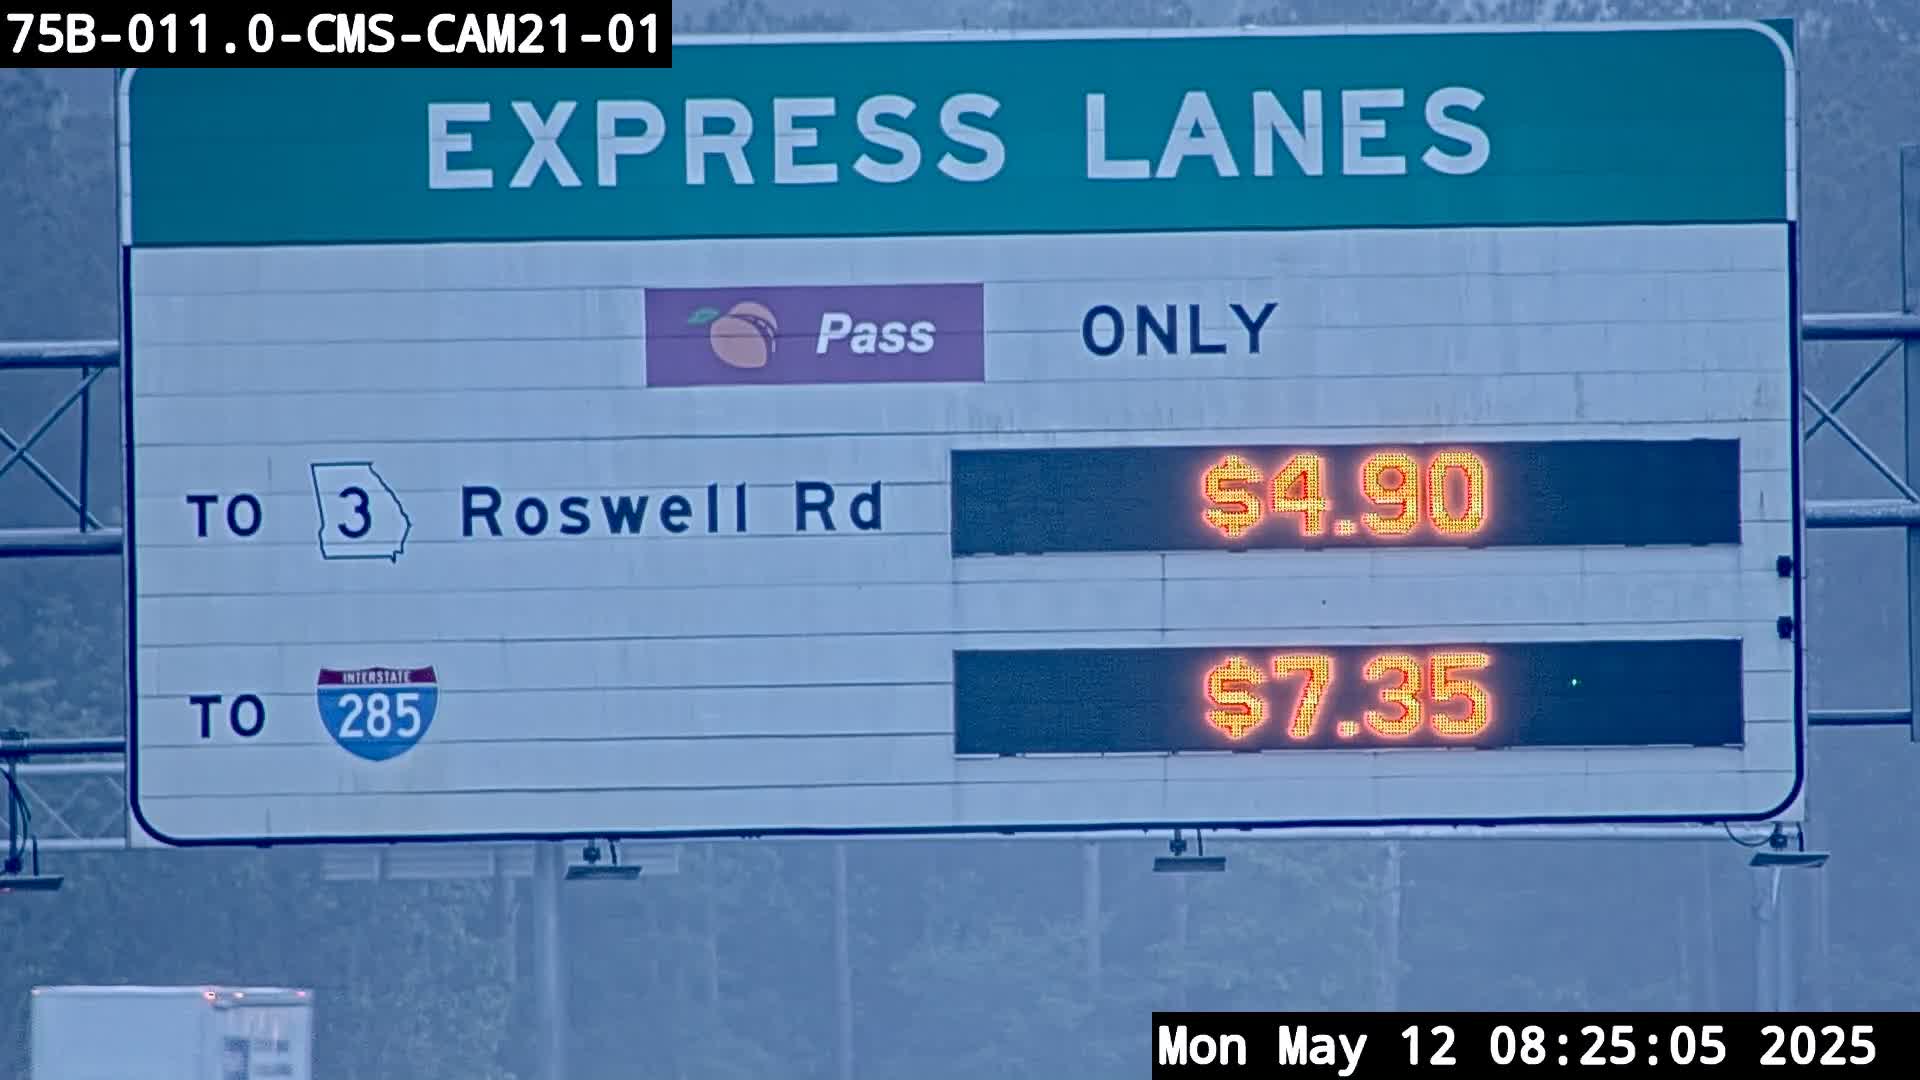 75B-011.0-CMS-CAM21-01
EXPRESS LANES
Pass ONLY
TO 3 Roswell Rd $4.90
INTERSTATE
TO 285 $7.35
Mon May 12 08:25:05 2025